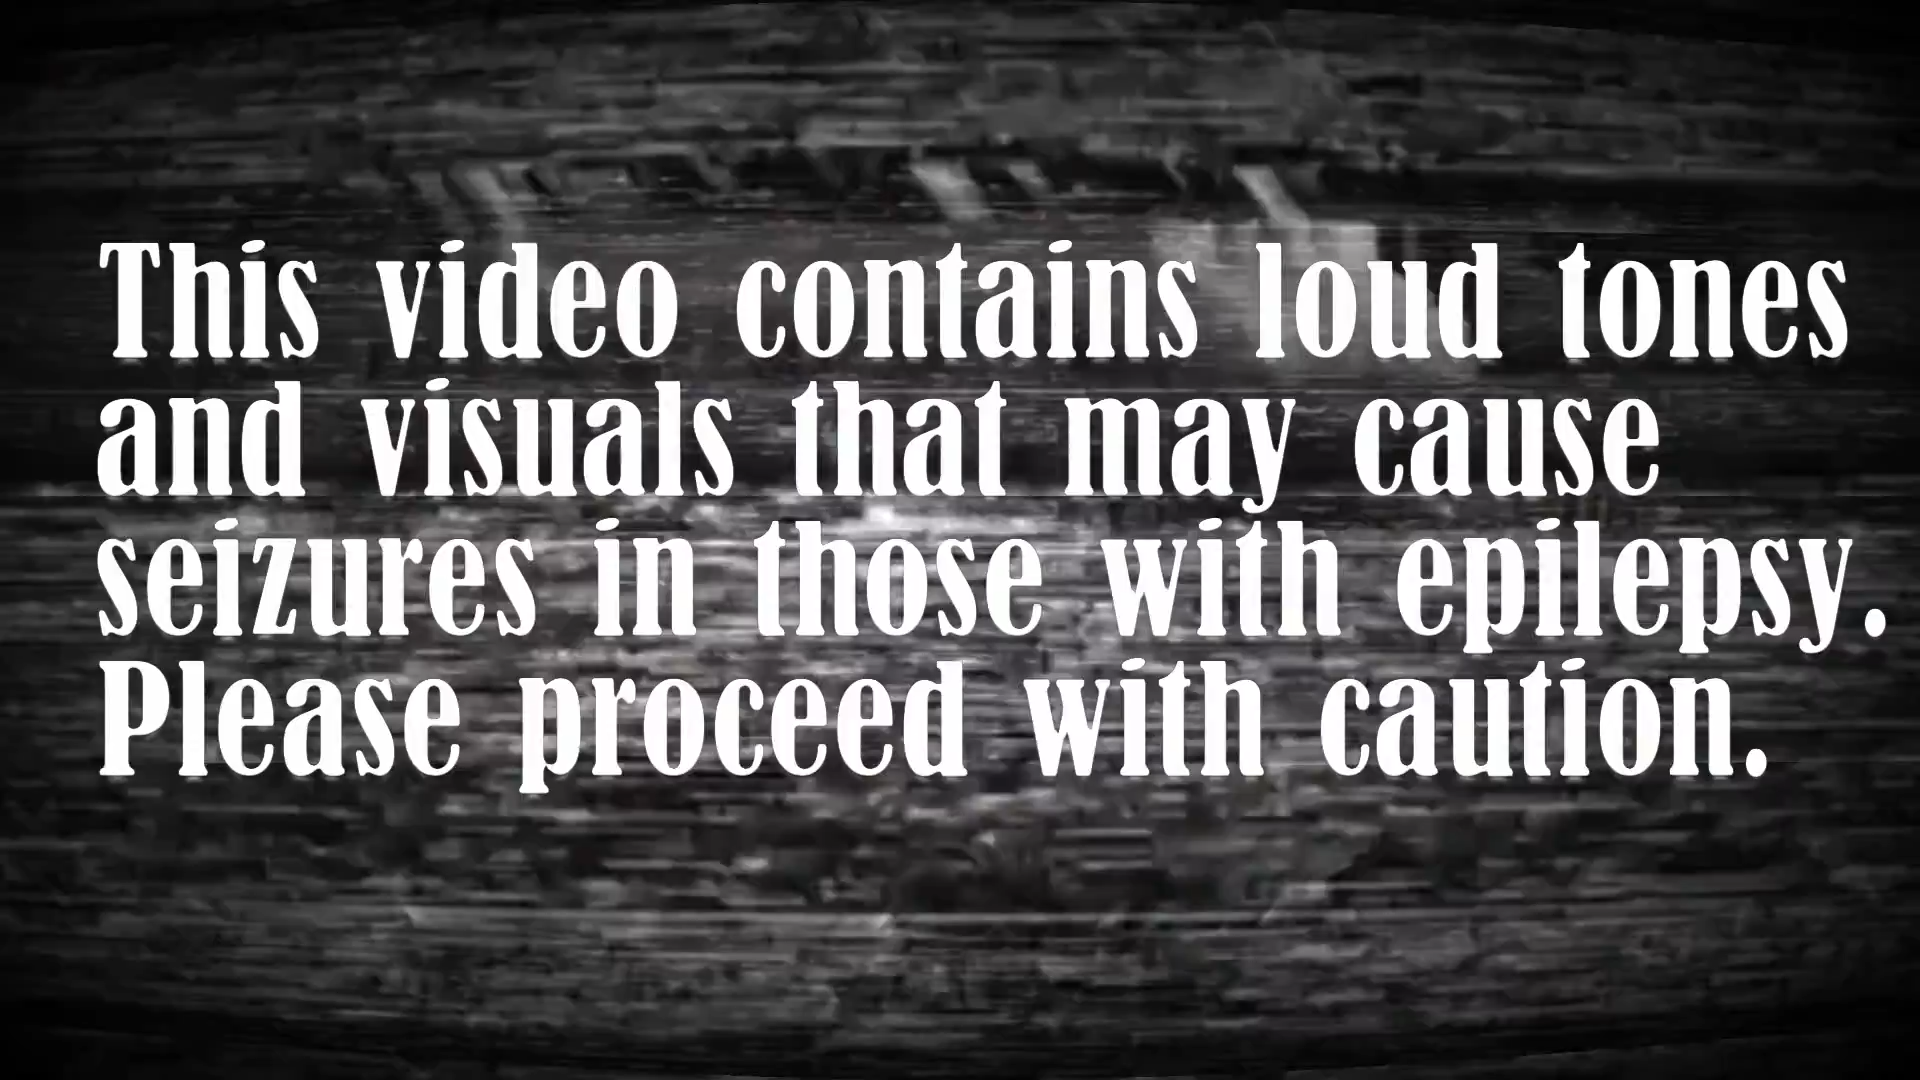 This video contains loud tones
and visuals that may cause
seizures in those with epilepsy.
Please proceed with caution.